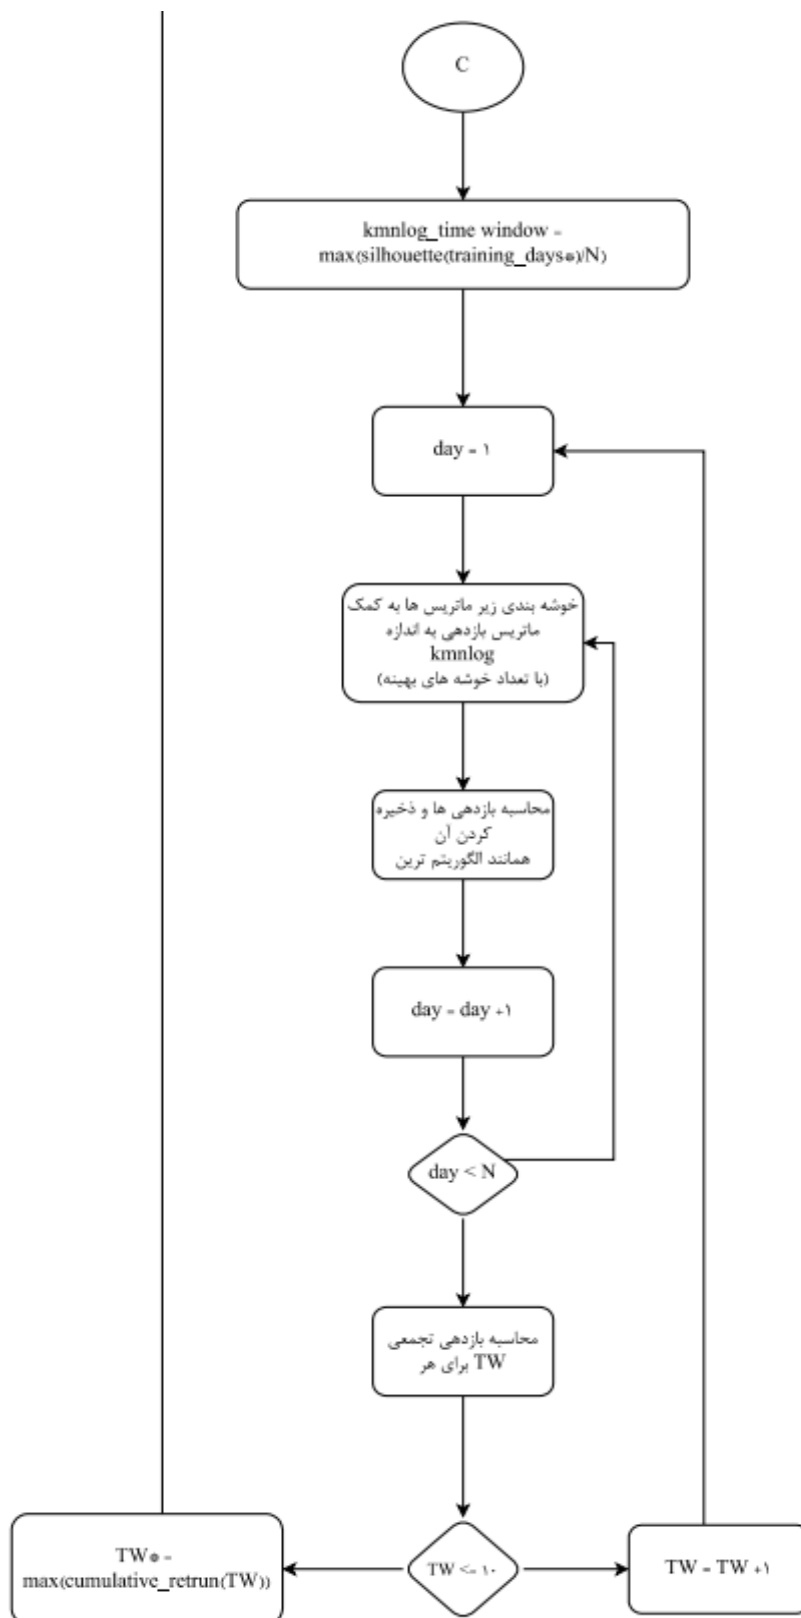 C
kmnlog_time window =
max(silhouette(training_days*)/N)
day = ۱
خوشه بندی زیر ماتریس ها به کمک
ماتریس بازدهی به اندازه
kmnlog
(با تعداد خوشه های بهینه)
محاسبه بازدهی ها و ذخیره
کردن آن
همانند الگوریتم ترین
day = day +۱
day < N
محاسبه بازدهی تجمعی
برای هر TW
TW* =
max(cumulative_retrun(TW))
TW <= ۱۰
TW = TW +۱